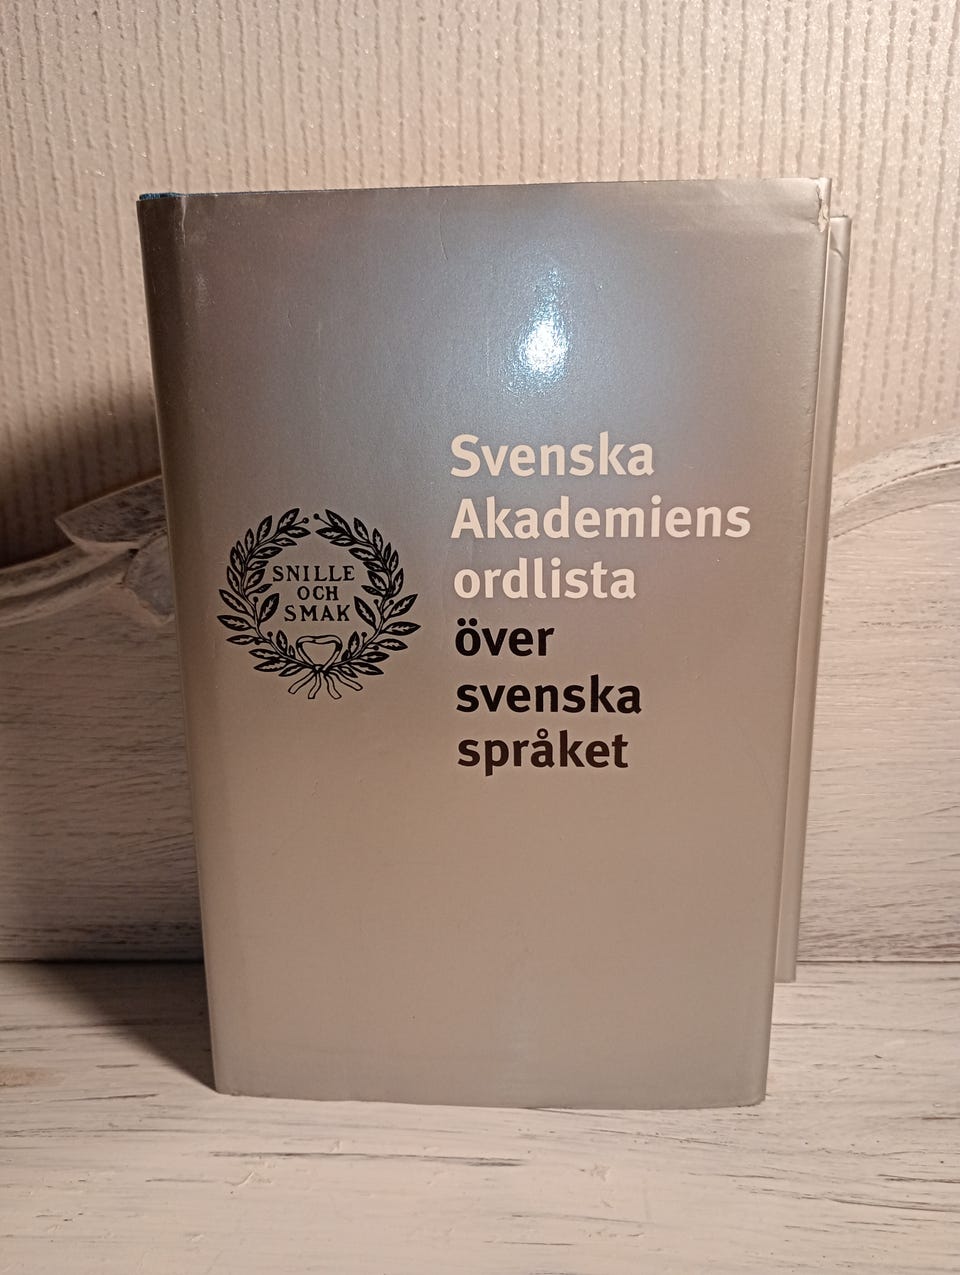 SNILLE
OCH
SMAK
Svenska
Akademiens
ordlista
över
svenska
språket